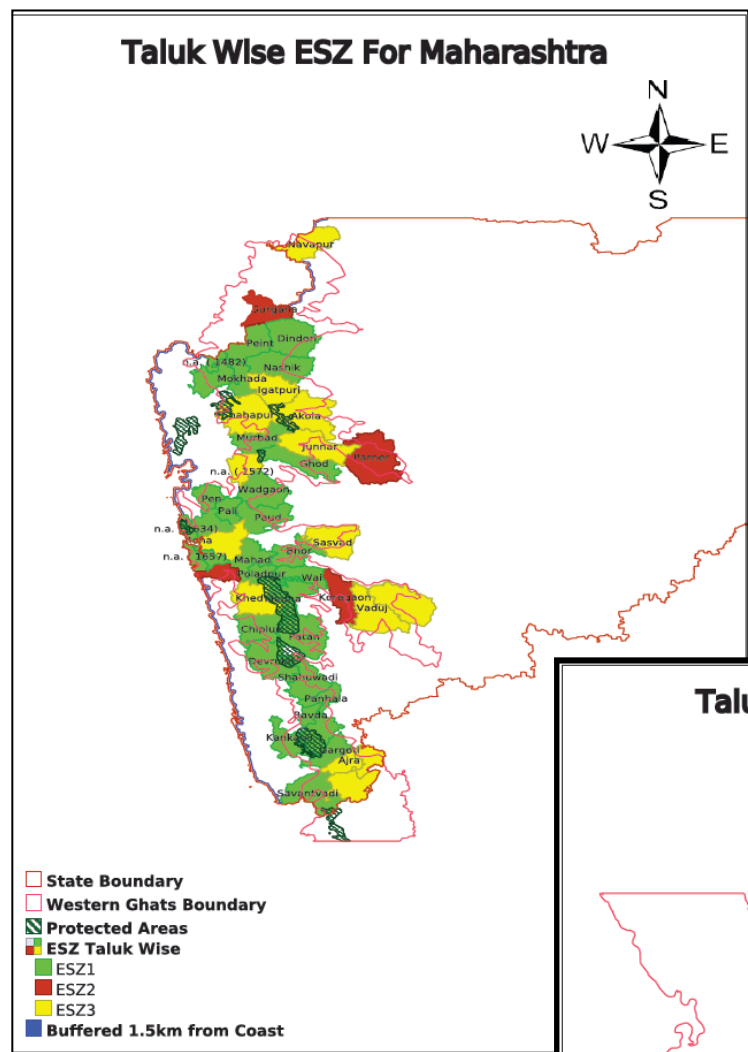 Taluk Wise ESZ For Maharashtra
N
W E
S
Navapur
Surgana
Dindori
Peint
n.a. ( 1482)
Nashik
Mokhada
Igatpuri
Shahapur
Akola
Murbad
Junnar
Parner
Ghod
n.a. ( 1572)
Wadgaon
Pen
Pali
Paud
Sasvad
Bhor
n.a. ( 1657)
Mahad
Poladpur
Wai
Koregaon
Vaduj
Chiplun
Patan
Shahuwadi
Panhala
Bavda
Gargoti
Ajra
Savantvadi
Talu
State Boundary
Western Ghats Boundary
Protected Areas
ESZ Taluk Wise
ESZ1
ESZ2
ESZ3
Buffered 1.5km from Coast